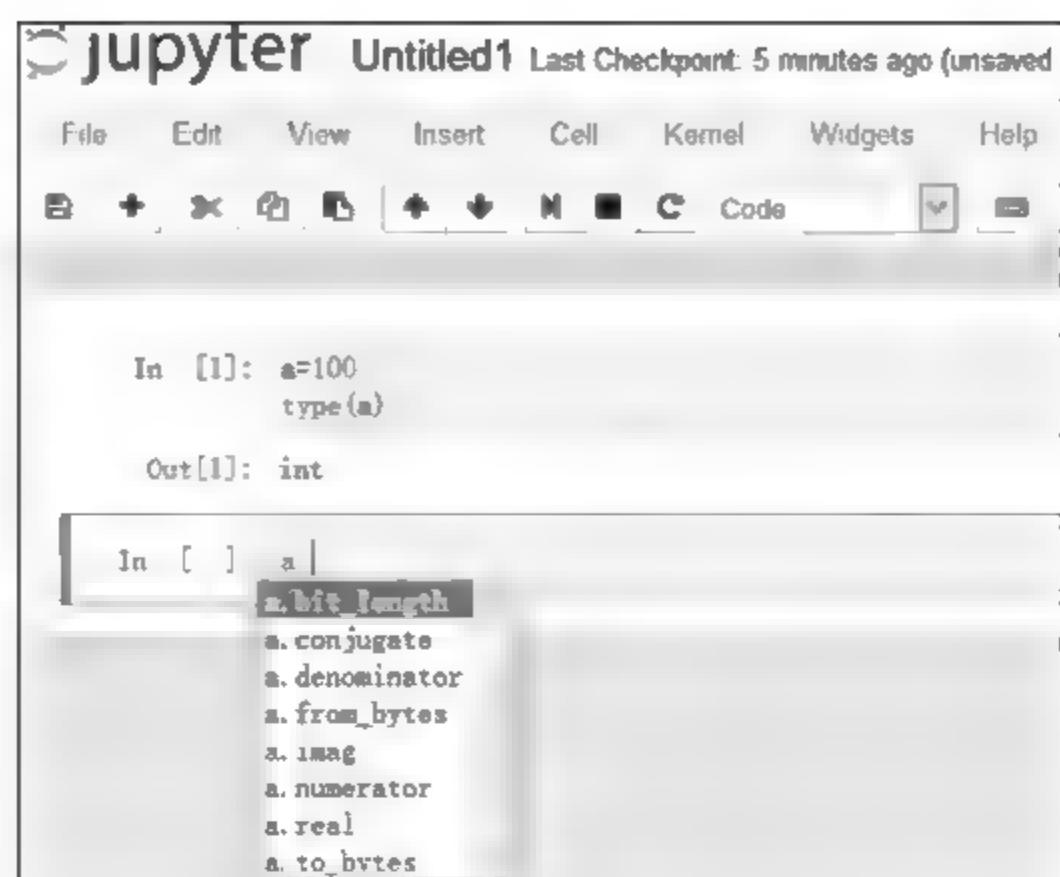 jupyter Untitled1 Last Checkpoint: 5 minutes ago (unsaved
File Edit View Insert Cell Kernel Widgets Help
Code
In [1]: a=100
type(a)
Out[1]: int
In [ ] a
a.bit_length
a.conjugate
a.denominator
a.from_bytes
a.imag
a.numerator
a.real
a.to_bytes